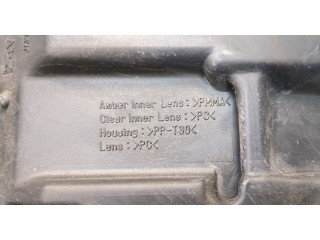 Amber Inner Lens: >PMMA<
Clear Inner Lens: >PC<
Housing: >PP-T30<
Lens: >PC<